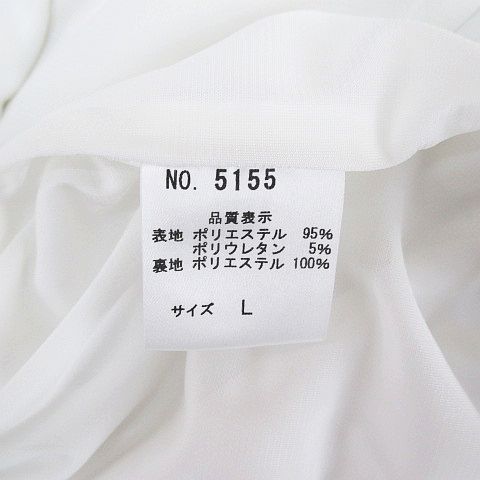 NO. 5155
品質表示
表地 ポリエステル 95%
ポリウレタン 5%
裏地 ポリエステル 100%
サイズ L